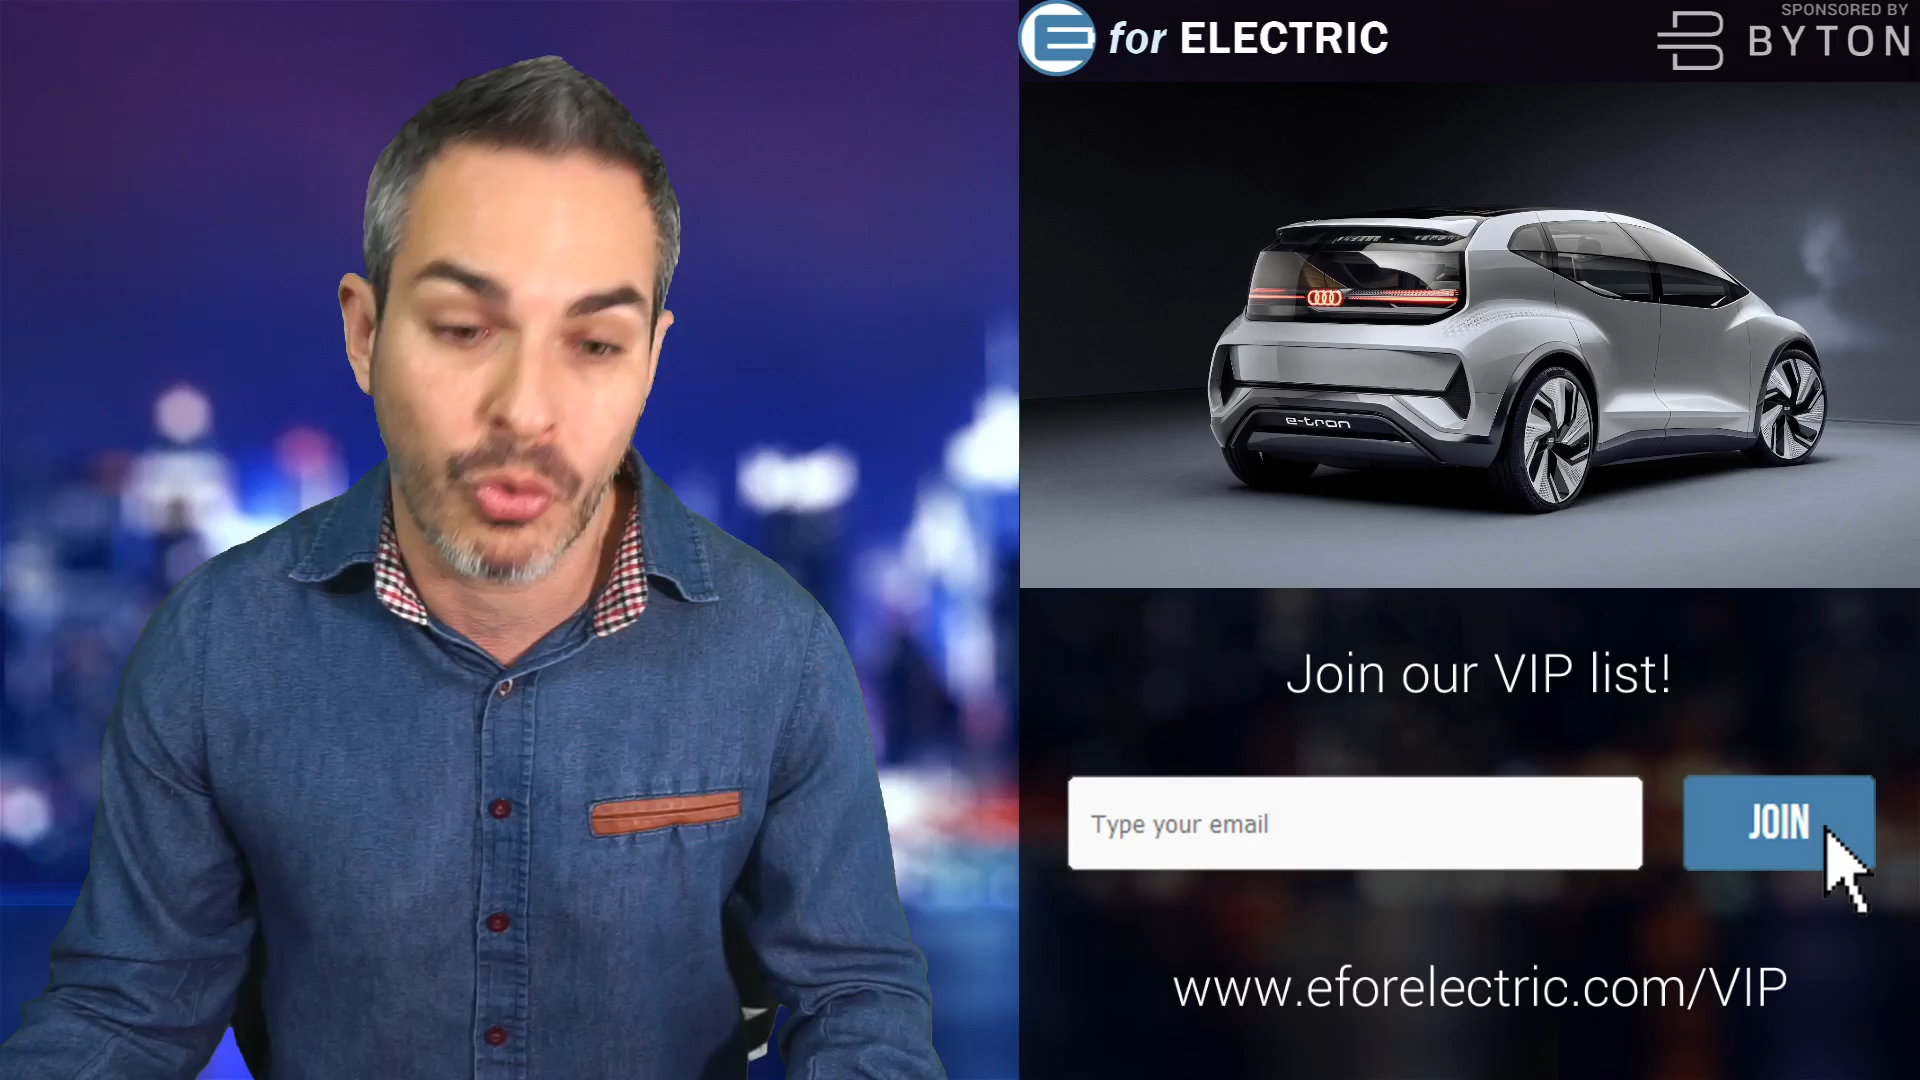 for ELECTRIC
SPONSORED BY
BYTON
e-tron
Join our VIP list!
Type your email
JOIN
www.eforelectric.com/VIP